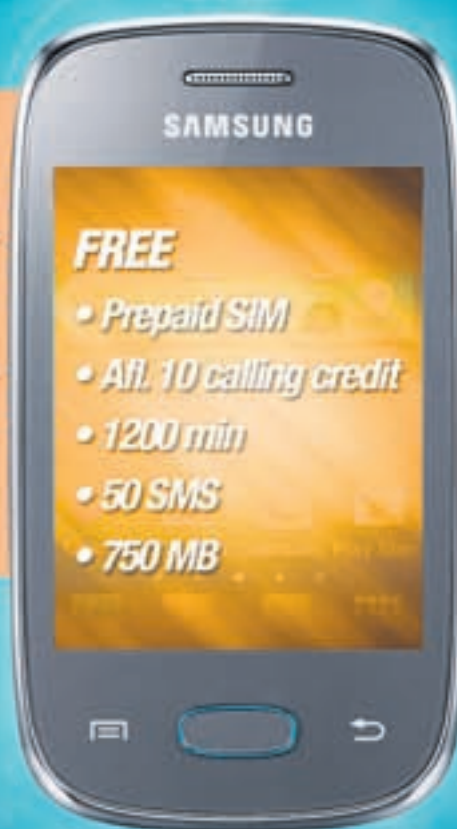 SAMSUNG
FREE
• Prepaid SIM
• Afl. 10 calling credit
• 1200 min
• 50 SMS
• 750 MB